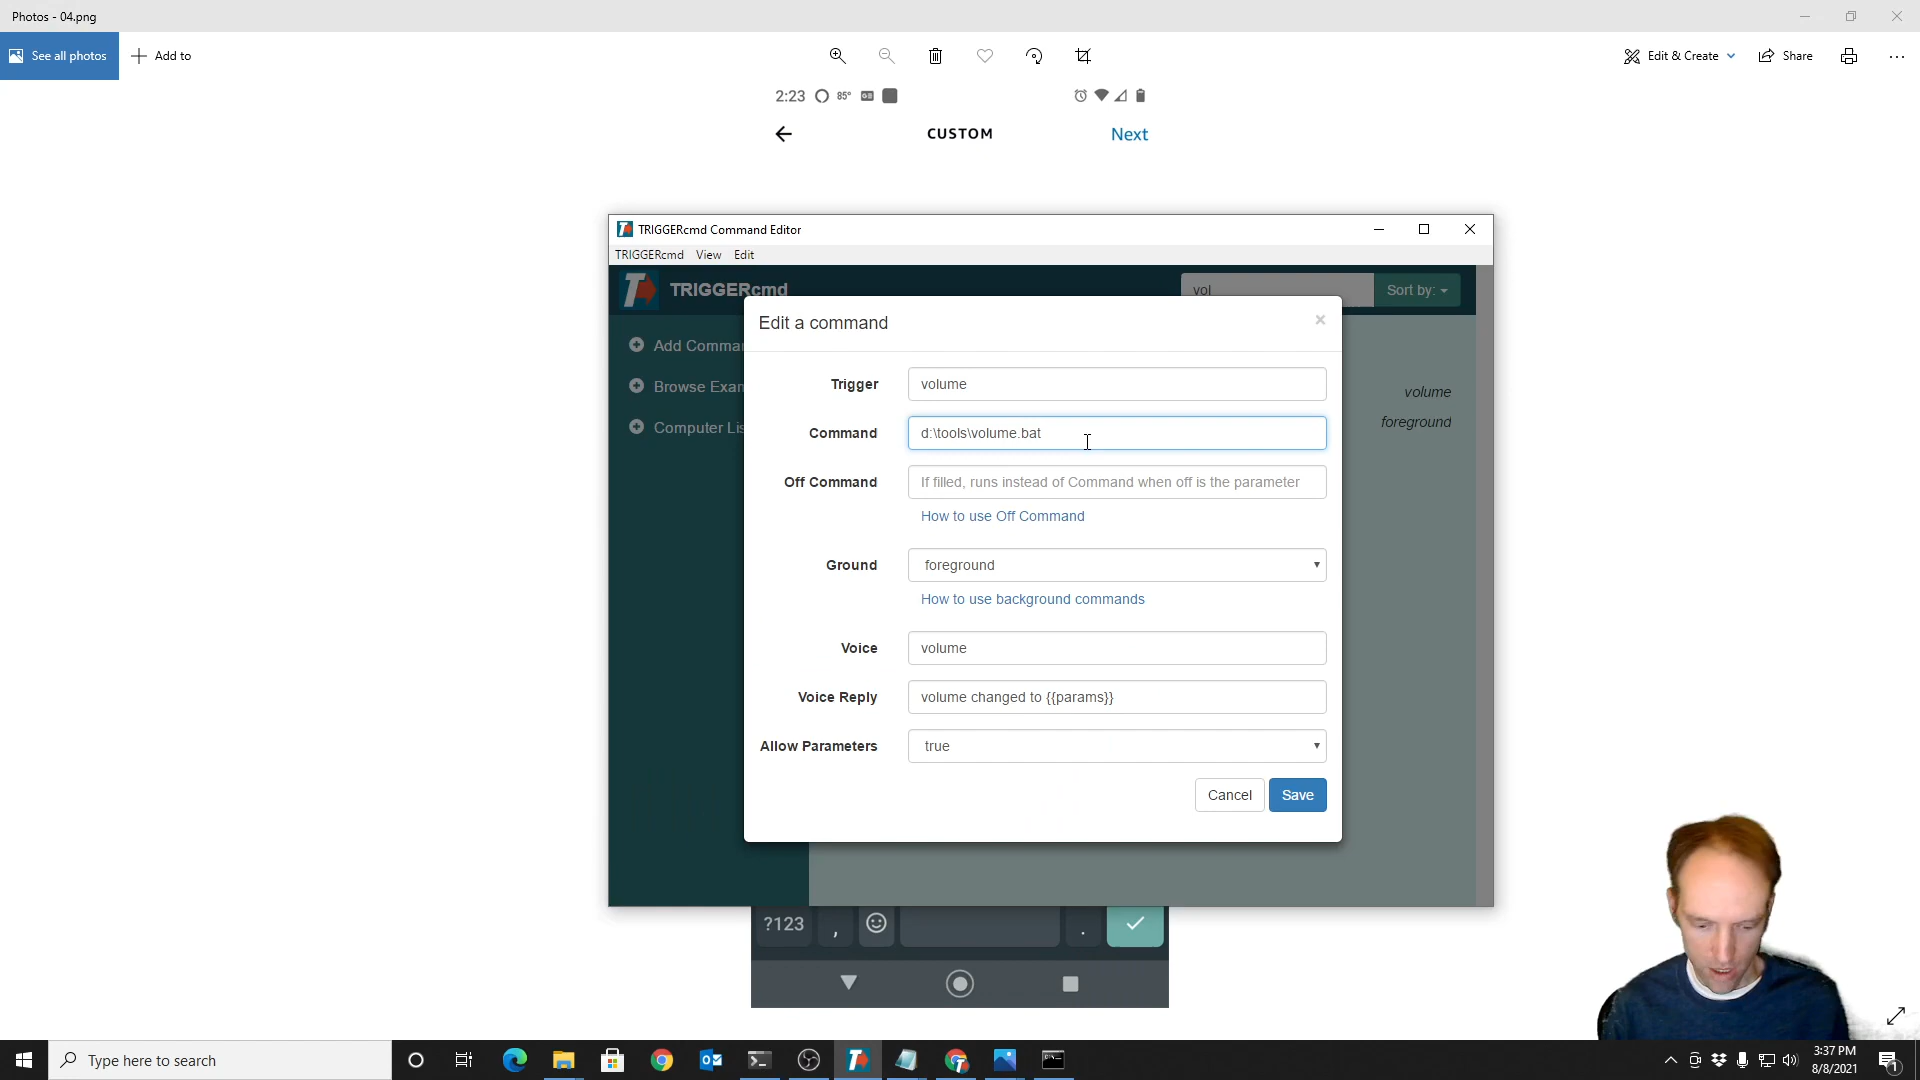 Photos - 04.png
See all photos
Add to
Edit & Create
Share
2:23 85°
CUSTOM
Next
TRIGGERcmd Command Editor
TRIGGERcmd View Edit
TRIGGERcmd
vol
Sort by:
Edit a command
×
Add Comma
Browse Exan
Computer Lis
volume
foreground
Trigger
volume
Command
d:\tools\volume.bat
Off Command
If filled, runs instead of Command when off is the parameter
How to use Off Command
Ground
foreground
How to use background commands
Voice
volume
Voice Reply
volume changed to {{params}}
Allow Parameters
true
Cancel
Save
?123 , .
Type here to search
3:37 PM
8/8/2021
1